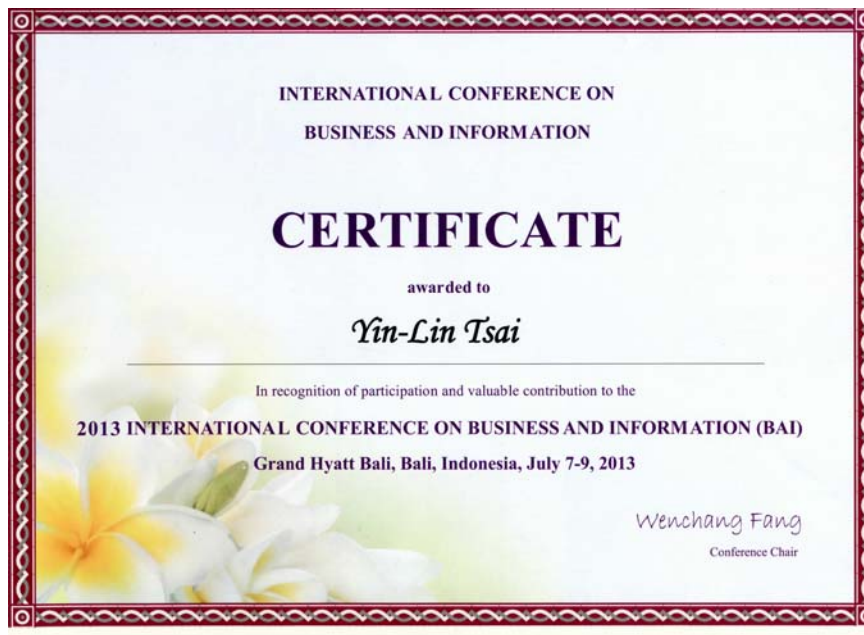 INTERNATIONAL CONFERENCE ON
BUSINESS AND INFORMATION
CERTIFICATE
awarded to
Yin-Lin Tsai
In recognition of participation and valuable contribution to the
2013 INTERNATIONAL CONFERENCE ON BUSINESS AND INFORMATION (BAI)
Grand Hyatt Bali, Bali, Indonesia, July 7-9, 2013
Wenchang Fang
Conference Chair